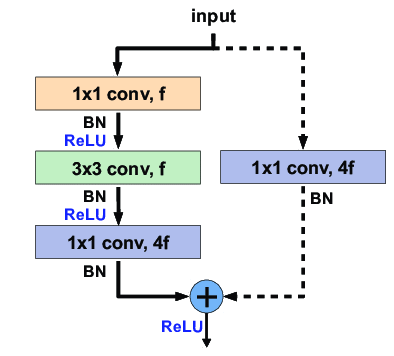 input
1x1 conv, f
BN
ReLU
3x3 conv, f
BN
ReLU
1x1 conv, 4f
BN
1x1 conv, 4f
BN
+
ReLU